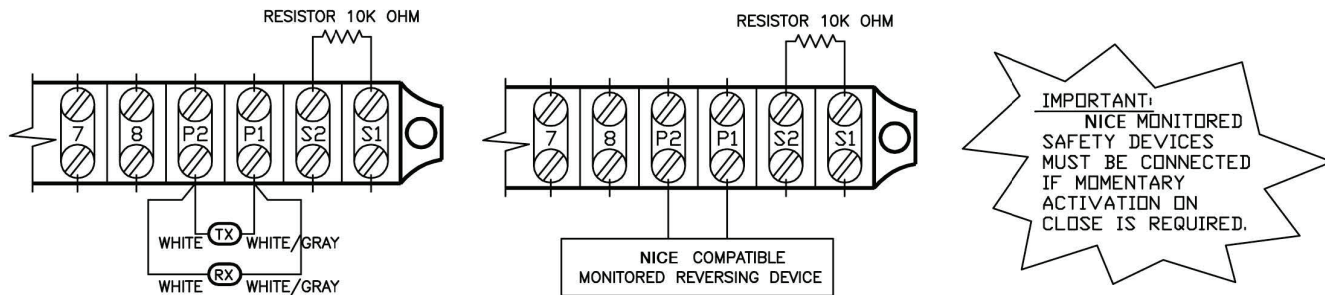 RESISTOR 10K OHM
7 8 P2 P1 S2 S1
WHITE TX WHITE/GRAY
WHITE RX WHITE/GRAY
RESISTOR 10K OHM
7 8 P2 P1 S2 S1
NICE COMPATIBLE
MONITORED REVERSING DEVICE
IMPORTANT:
NICE MONITORED
SAFETY DEVICES
MUST BE CONNECTED
IF MOMENTARY
ACTIVATION ON
CLOSE IS REQUIRED.